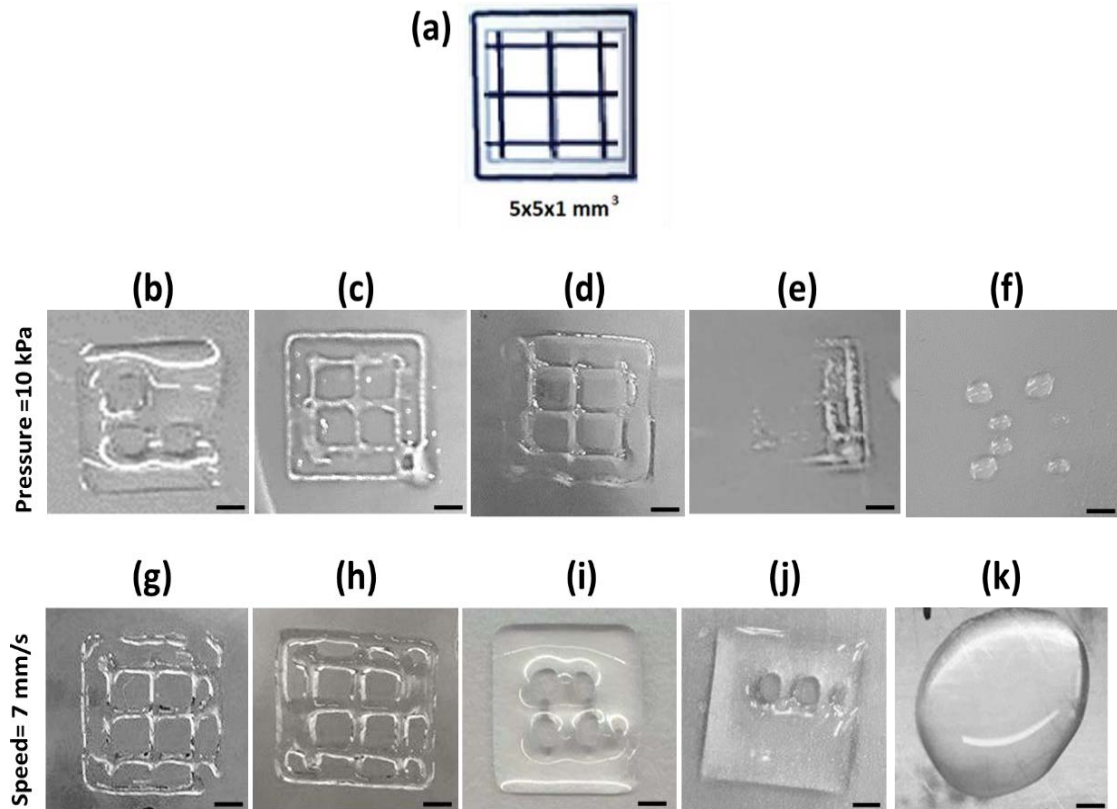 (a)
5x5x1 mm³
(b) (c) (d) (e) (f)
Pressure =10 kPa
(g) (h) (i) (j) (k)
Speed= 7 mm/s